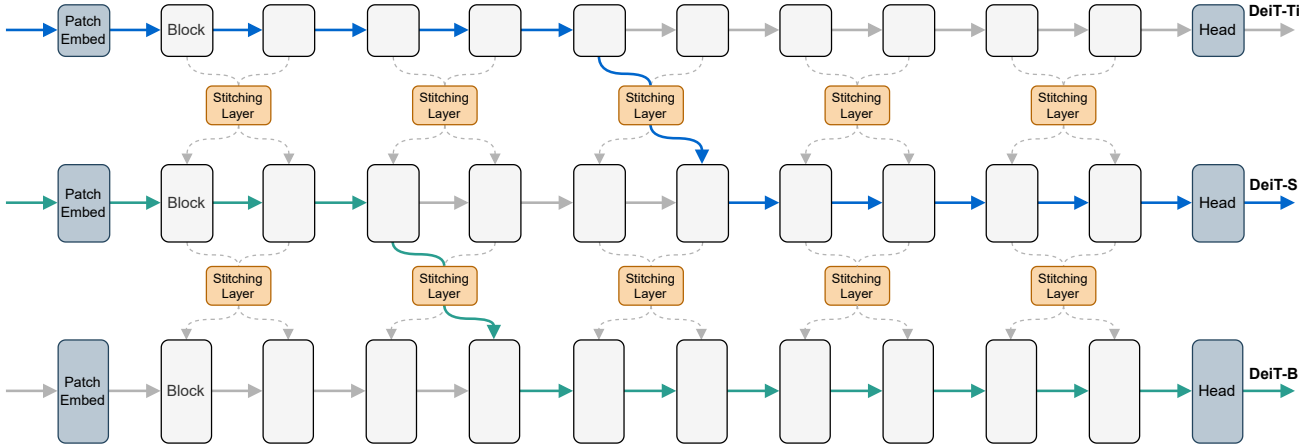 DeiT-Ti
Patch
Embed
Block
Head
Stitching
Layer
Stitching
Layer
Stitching
Layer
Stitching
Layer
Stitching
Layer
DeiT-S
Patch
Embed
Block
Head
Stitching
Layer
Stitching
Layer
Stitching
Layer
Stitching
Layer
Stitching
Layer
DeiT-B
Patch
Embed
Block
Head